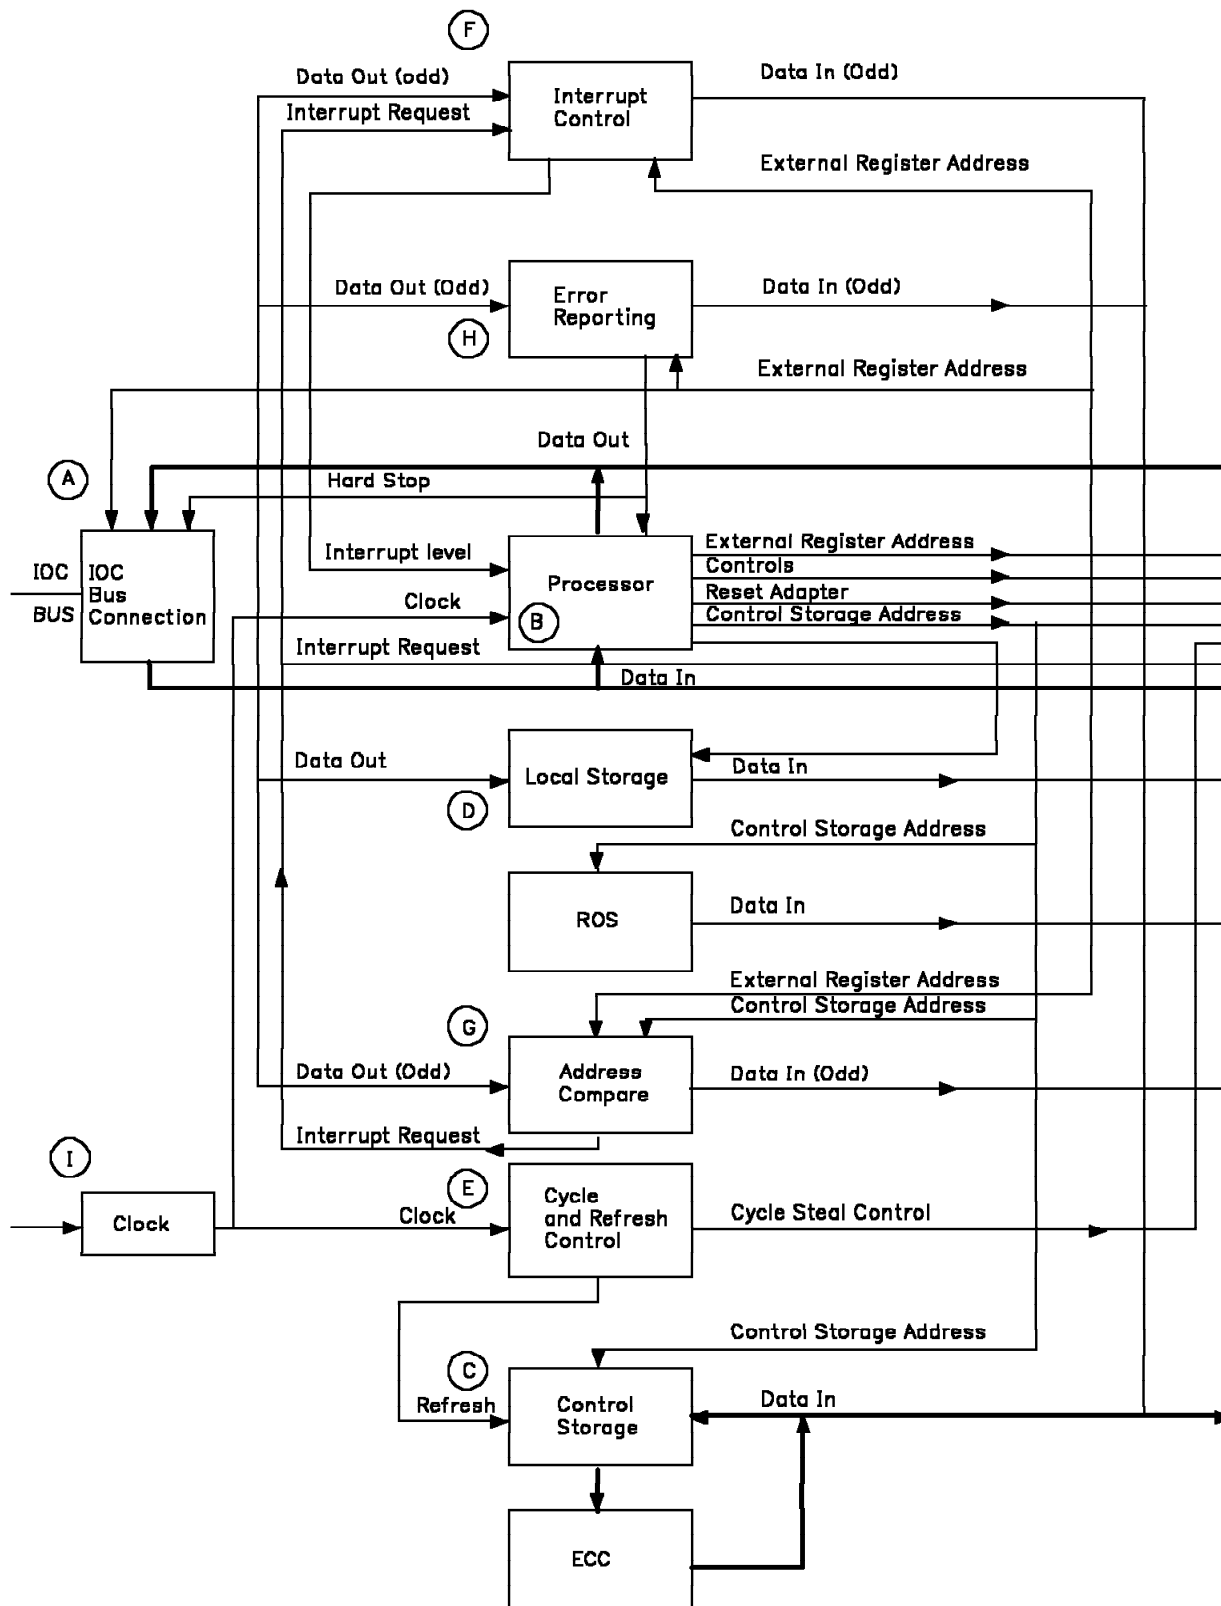 F
Data Out (odd)
Interrupt Request
Interrupt
Control
Data In (Odd)
External Register Address
Data Out (Odd)
H
Error
Reporting
Data In (Odd)
External Register Address
Data Out
A
Hard Stop
IOC
BUS
IOC
Bus
Connection
Interrupt level
Clock
Processor
B
External Register Address
Controls
Reset Adapter
Control Storage Address
Interrupt Request
Data In
Data Out
D
Local Storage
Data In
Control Storage Address
ROS
Data In
External Register Address
Control Storage Address
G
Data Out (Odd)
Address
Compare
Data In (Odd)
Interrupt Request
I
Clock
E
Clock
Cycle
and Refresh
Control
Cycle Steal Control
Control Storage Address
C
Refresh
Control
Storage
Data In
ECC